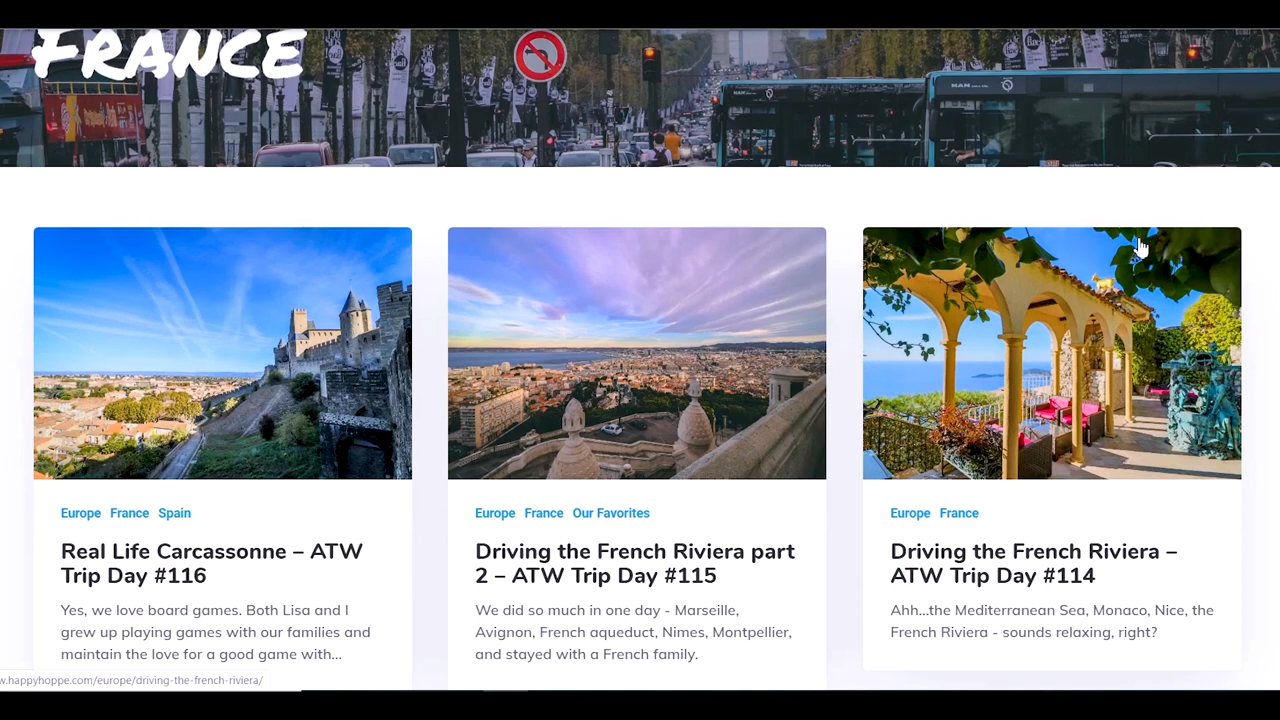 FRANCE
MAN
MAN
Europe France Spain
Real Life Carcassonne – ATW
Trip Day #116
Yes, we love board games. Both Lisa and I
grew up playing games with our families and
maintain the love for a good game with...
Europe France Our Favorites
Driving the French Riviera part
2 – ATW Trip Day #115
We did so much in one day - Marseille,
Avignon, French aqueduct, Nimes, Montpellier,
and stayed with a French family.
Europe France
Driving the French Riviera –
ATW Trip Day #114
Ahh...the Mediterranean Sea, Monaco, Nice, the
French Riviera - sounds relaxing, right?
w.happyhoppe.com/europe/driving-the-french-riviera/